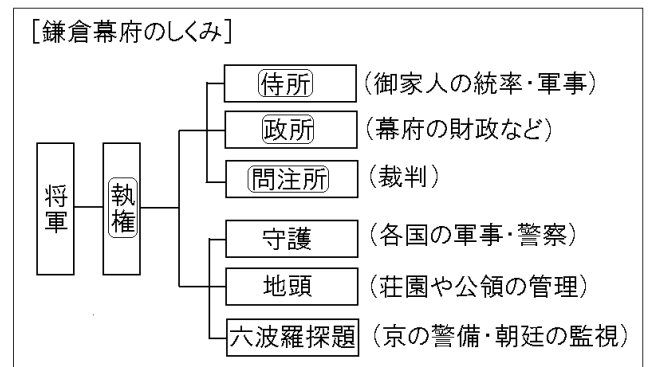 [鎌倉幕府のしくみ]
侍所 (御家人の統率・軍事)
政所 (幕府の財政など)
問注所 (裁判)
将軍
執権
守護 (各国の軍事・警察)
地頭 (荘園や公領の管理)
六波羅探題 (京の警備・朝廷の監視)